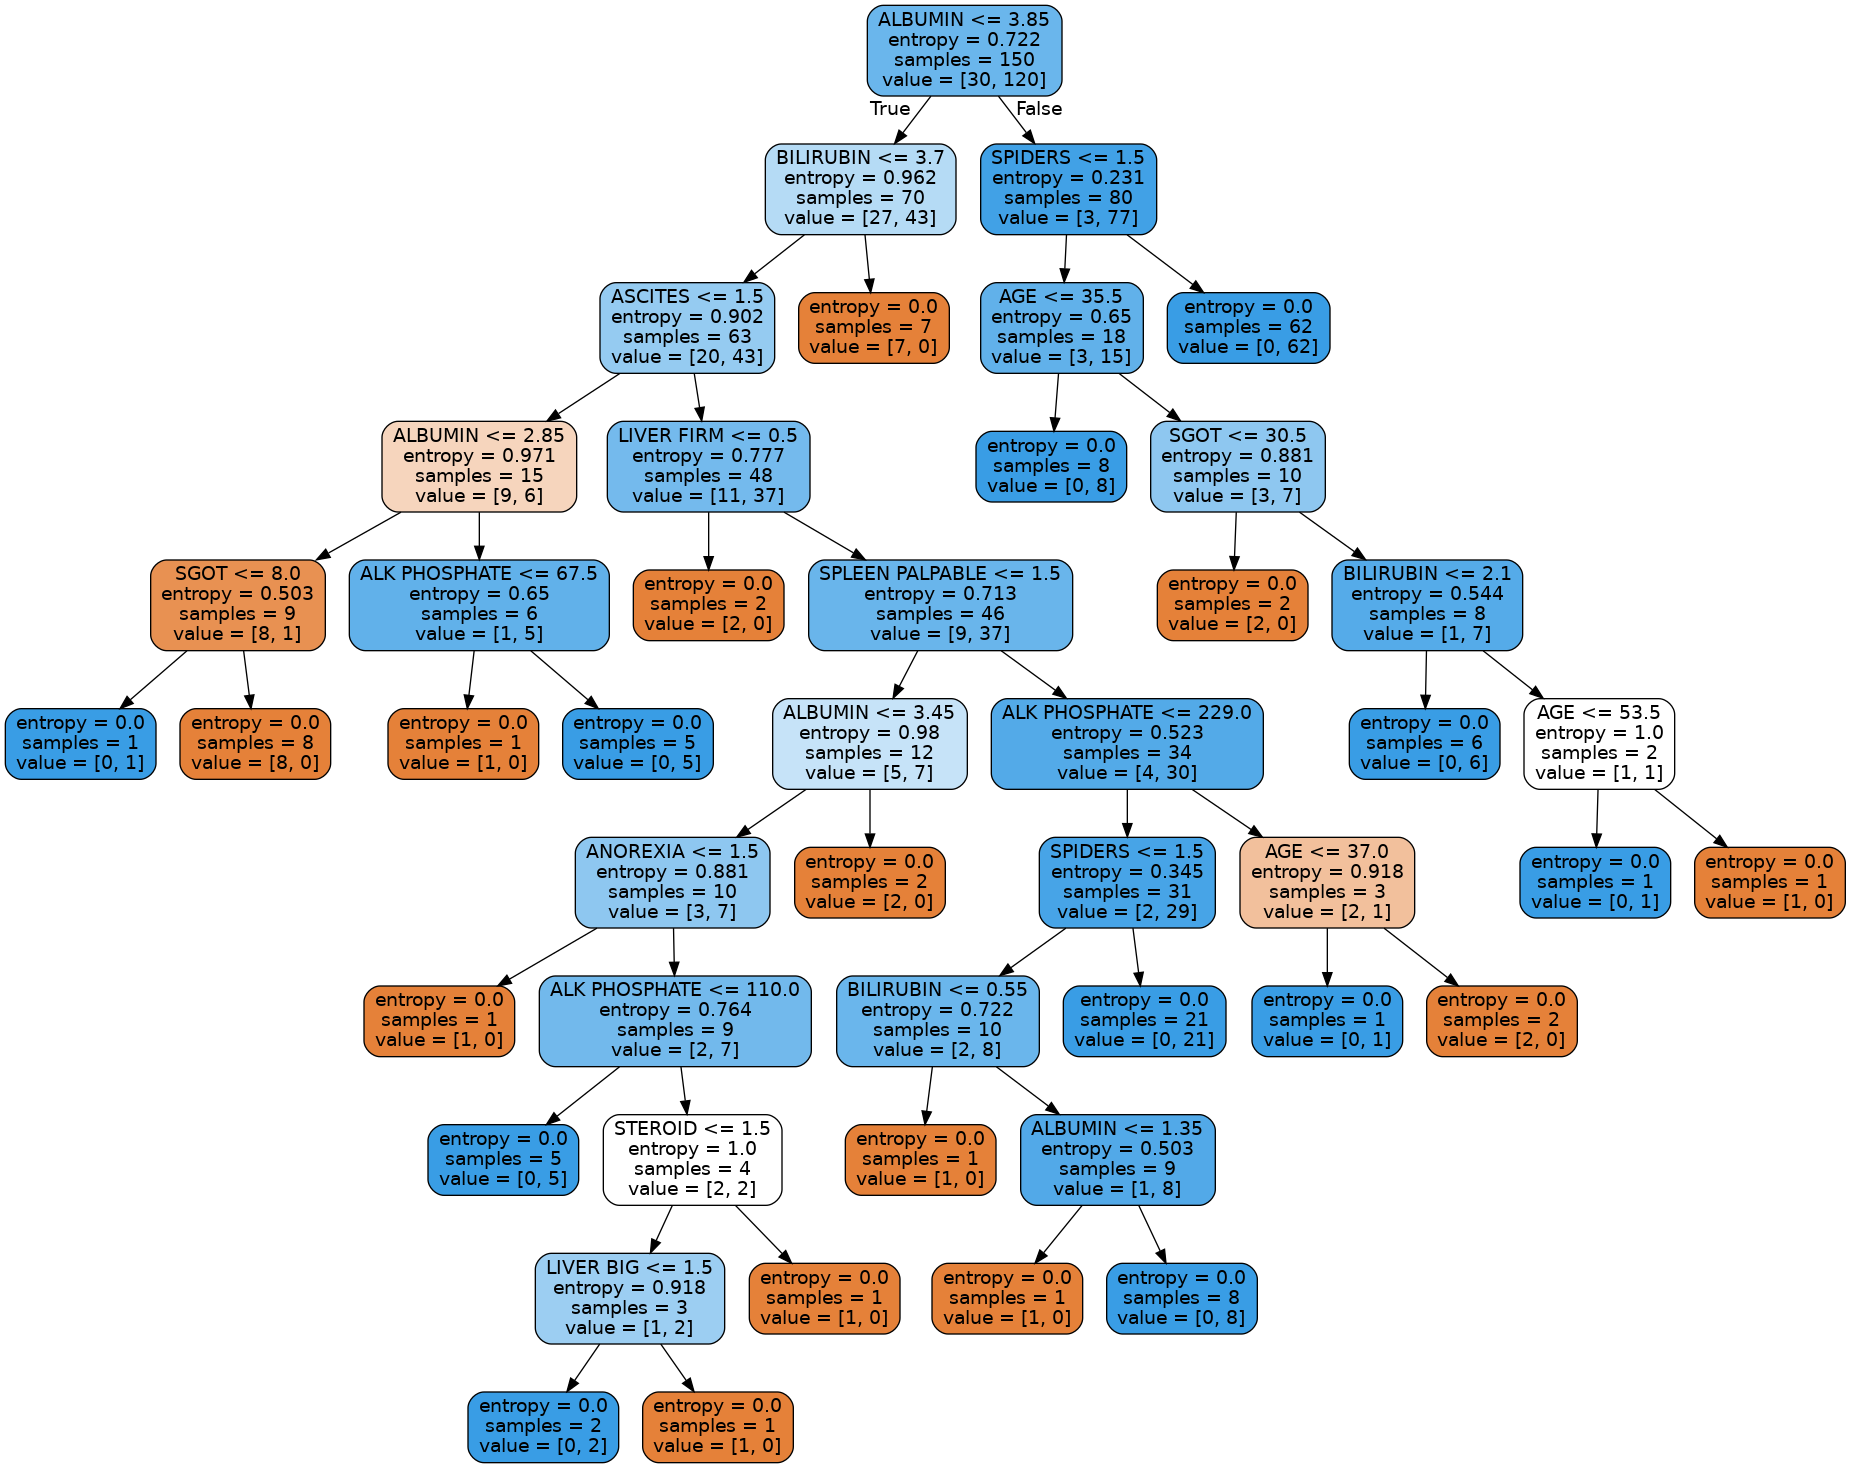 ALBUMIN <= 3.85
entropy = 0.722
samples = 150
value = [30, 120]
True
False
BILIRUBIN <= 3.7
entropy = 0.962
samples = 70
value = [27, 43]
SPIDERS <= 1.5
entropy = 0.231
samples = 80
value = [3, 77]
ASCITES <= 1.5
entropy = 0.902
samples = 63
value = [20, 43]
entropy = 0.0
samples = 7
value = [7, 0]
AGE <= 35.5
entropy = 0.65
samples = 18
value = [3, 15]
entropy = 0.0
samples = 62
value = [0, 62]
ALBUMIN <= 2.85
entropy = 0.971
samples = 15
value = [9, 6]
LIVER FIRM <= 0.5
entropy = 0.777
samples = 48
value = [11, 37]
entropy = 0.0
samples = 8
value = [0, 8]
SGOT <= 30.5
entropy = 0.881
samples = 10
value = [3, 7]
SGOT <= 8.0
entropy = 0.503
samples = 9
value = [8, 1]
ALK PHOSPHATE <= 67.5
entropy = 0.65
samples = 6
value = [1, 5]
entropy = 0.0
samples = 2
value = [2, 0]
SPLEEN PALPABLE <= 1.5
entropy = 0.713
samples = 46
value = [9, 37]
entropy = 0.0
samples = 2
value = [2, 0]
BILIRUBIN <= 2.1
entropy = 0.544
samples = 8
value = [1, 7]
entropy = 0.0
samples = 1
value = [0, 1]
entropy = 0.0
samples = 8
value = [8, 0]
entropy = 0.0
samples = 1
value = [1, 0]
entropy = 0.0
samples = 5
value = [0, 5]
ALBUMIN <= 3.45
entropy = 0.98
samples = 12
value = [5, 7]
ALK PHOSPHATE <= 229.0
entropy = 0.523
samples = 34
value = [4, 30]
entropy = 0.0
samples = 6
value = [0, 6]
AGE <= 53.5
entropy = 1.0
samples = 2
value = [1, 1]
ANOREXIA <= 1.5
entropy = 0.881
samples = 10
value = [3, 7]
entropy = 0.0
samples = 2
value = [2, 0]
SPIDERS <= 1.5
entropy = 0.345
samples = 31
value = [2, 29]
AGE <= 37.0
entropy = 0.918
samples = 3
value = [2, 1]
entropy = 0.0
samples = 1
value = [0, 1]
entropy = 0.0
samples = 1
value = [1, 0]
entropy = 0.0
samples = 1
value = [1, 0]
ALK PHOSPHATE <= 110.0
entropy = 0.764
samples = 9
value = [2, 7]
BILIRUBIN <= 0.55
entropy = 0.722
samples = 10
value = [2, 8]
entropy = 0.0
samples = 21
value = [0, 21]
entropy = 0.0
samples = 1
value = [0, 1]
entropy = 0.0
samples = 2
value = [2, 0]
entropy = 0.0
samples = 5
value = [0, 5]
STEROID <= 1.5
entropy = 1.0
samples = 4
value = [2, 2]
entropy = 0.0
samples = 1
value = [1, 0]
ALBUMIN <= 1.35
entropy = 0.503
samples = 9
value = [1, 8]
LIVER BIG <= 1.5
entropy = 0.918
samples = 3
value = [1, 2]
entropy = 0.0
samples = 1
value = [1, 0]
entropy = 0.0
samples = 1
value = [1, 0]
entropy = 0.0
samples = 8
value = [0, 8]
entropy = 0.0
samples = 2
value = [0, 2]
entropy = 0.0
samples = 1
value = [1, 0]